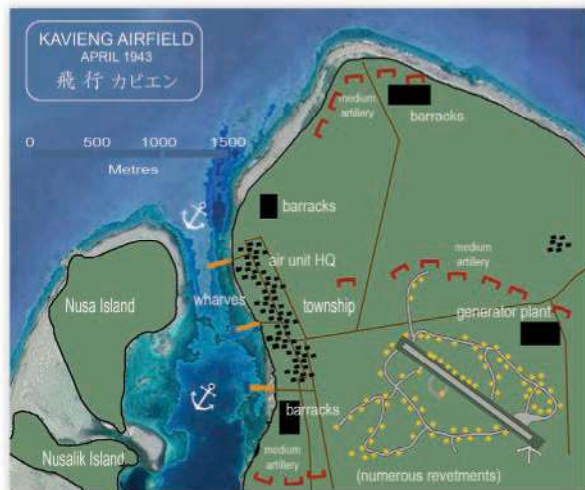 KAVIENG AIRFIELD
APRIL 1943
飛 行 カビエン
0 500 1000 1500
Metres
medium
artillery
barracks
barracks
air unit HQ
medium
artillery
Nusa Island
wharves
township
generator plant
barracks
medium
artillery
Nusalik Island
(numerous revetments)